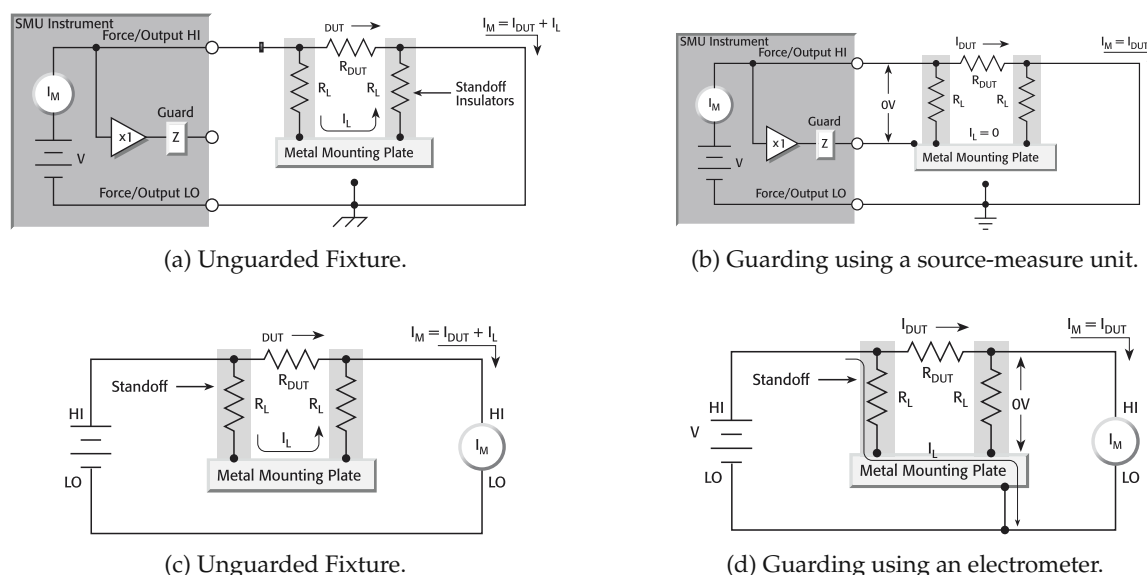 SMU Instrument
Force/Output HI
DUT
I_M = I_DUT + I_L
R_DUT
I_M
R_L
R_L
Standoff
Insulators
Guard
I_L
x1
Z
V
Metal Mounting Plate
Force/Output LO
(a) Unguarded Fixture.
SMU Instrument
Force/Output HI
I_DUT
I_M = I_DUT
R_DUT
I_M
0V
R_L
R_L
Guard
I_L = 0
x1
Z
V
Metal Mounting Plate
Force/Output LO
(b) Guarding using a source-measure unit.
DUT
I_M = I_DUT + I_L
Standoff
R_DUT
R_L
R_L
HI
HI
I_L
I_M
LO
Metal Mounting Plate
LO
(c) Unguarded Fixture.
I_DUT
I_M = I_DUT
Standoff
R_DUT
R_L
R_L
0V
HI
HI
V
I_M
I_L
LO
Metal Mounting Plate
LO
(d) Guarding using an electrometer.